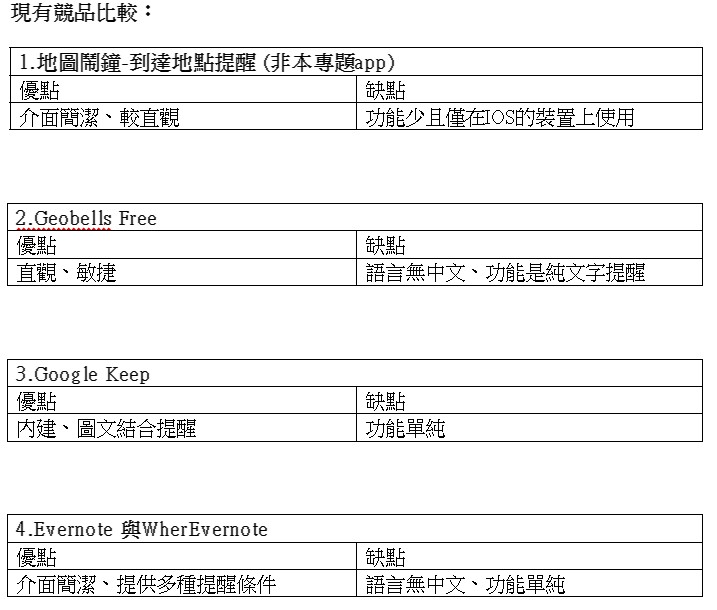 現有競品比較：
1.地圖鬧鐘-到達地點提醒 (非本專題app)
優點 缺點
介面簡潔、較直觀 功能少且僅在IOS的裝置上使用
2.Geobells Free
優點 缺點
直觀、敏捷 語言無中文、功能是純文字提醒
3.Google Keep
優點 缺點
內建、圖文結合提醒 功能單純
4.Evernote 與WherEvernote
優點 缺點
介面簡潔、提供多種提醒條件 語言無中文、功能單純